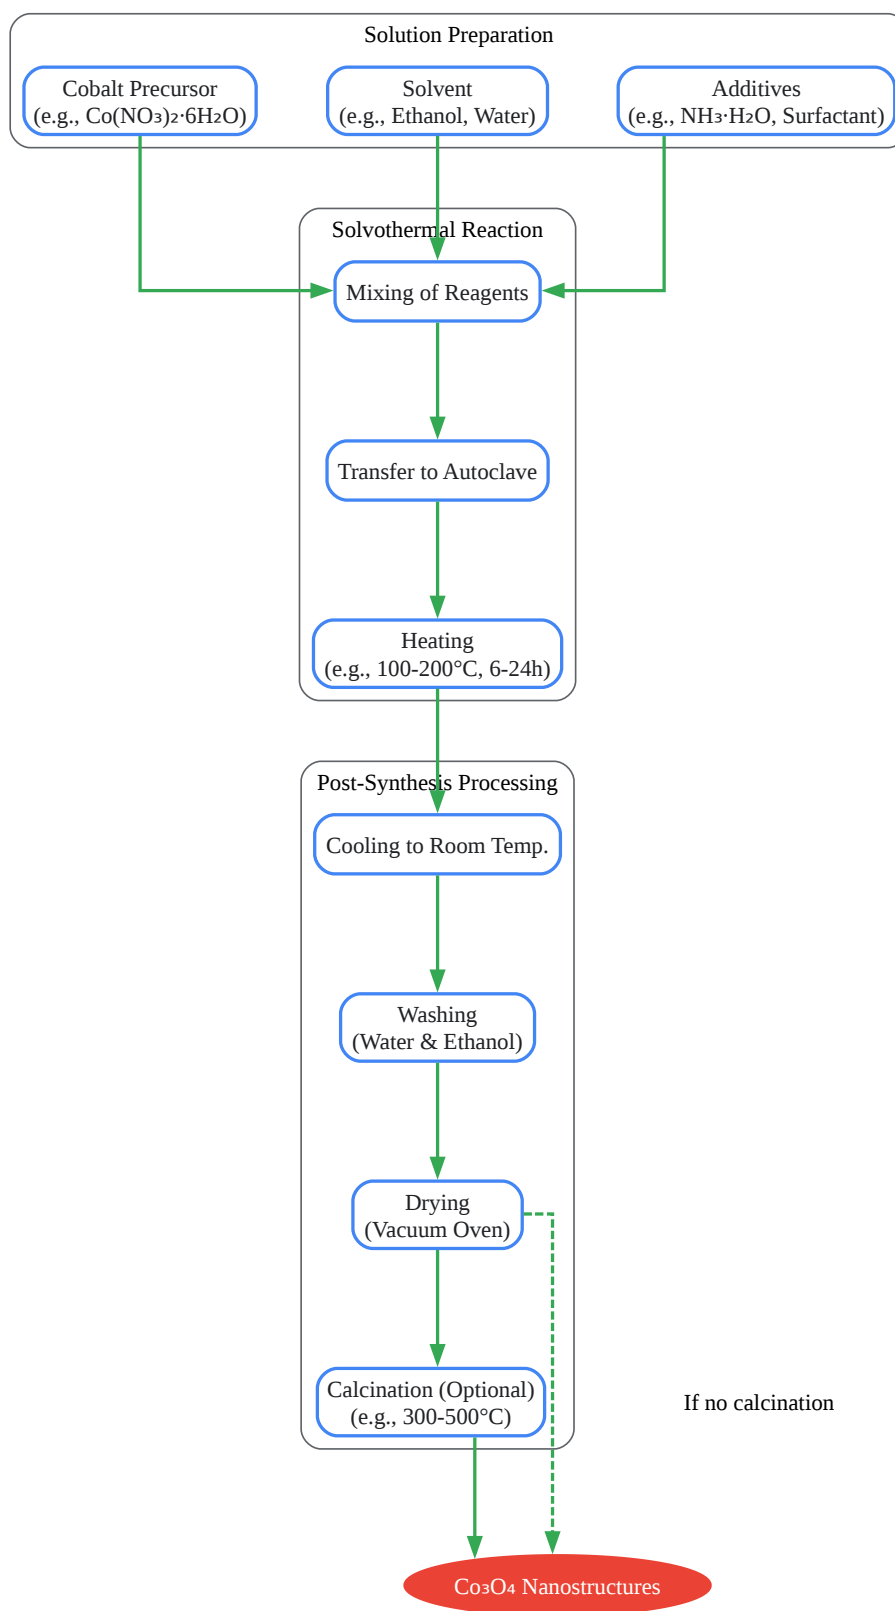 Solution Preparation
Cobalt Precursor
(e.g., Co(NO₃)₂·6H₂O)
Solvent
(e.g., Ethanol, Water)
Additives
(e.g., NH₃·H₂O, Surfactant)
Solvothermal Reaction
Mixing of Reagents
Transfer to Autoclave
Heating
(e.g., 100-200°C, 6-24h)
Post-Synthesis Processing
Cooling to Room Temp.
Washing
(Water & Ethanol)
Drying
(Vacuum Oven)
Calcination (Optional)
(e.g., 300-500°C)
If no calcination
Co₃O₄ Nanostructures